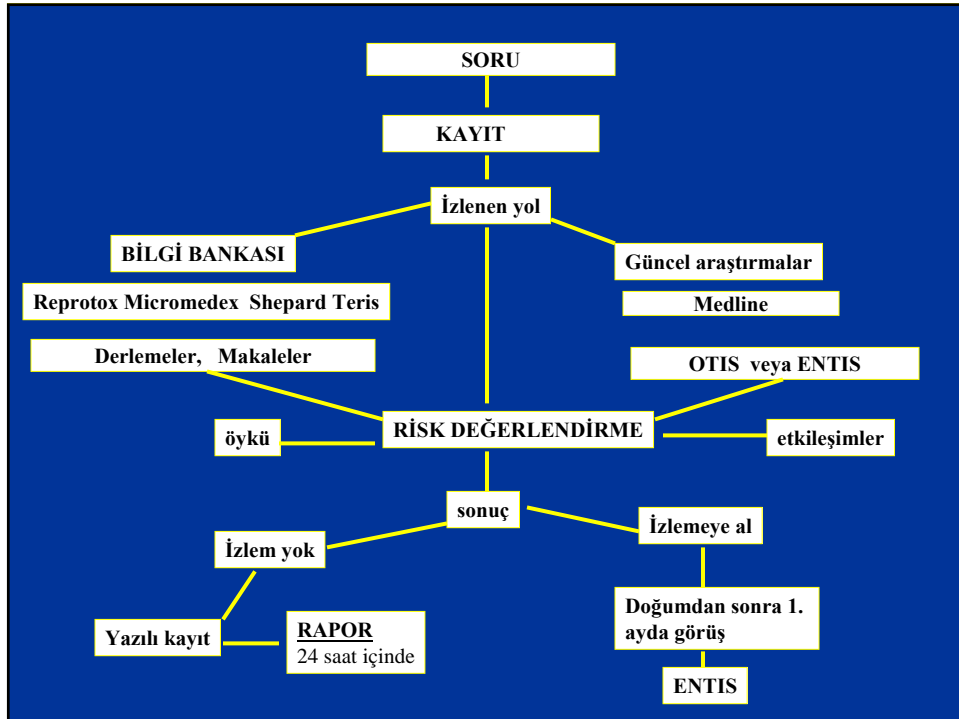 SORU
KAYIT
İzlenen yol
BİLGİ BANKASI
Güncel araştırmalar
Reprotox Micromedex Shepard Teris
Medline
Derlemeler, Makaleler
OTIS veya ENTIS
öykü
RİSK DEĞERLENDİRME
etkileşimler
sonuç
İzlem yok
İzlemeye al
Yazılı kayıt
RAPOR
24 saat içinde
Doğumdan sonra 1.
ayda görüş
ENTIS